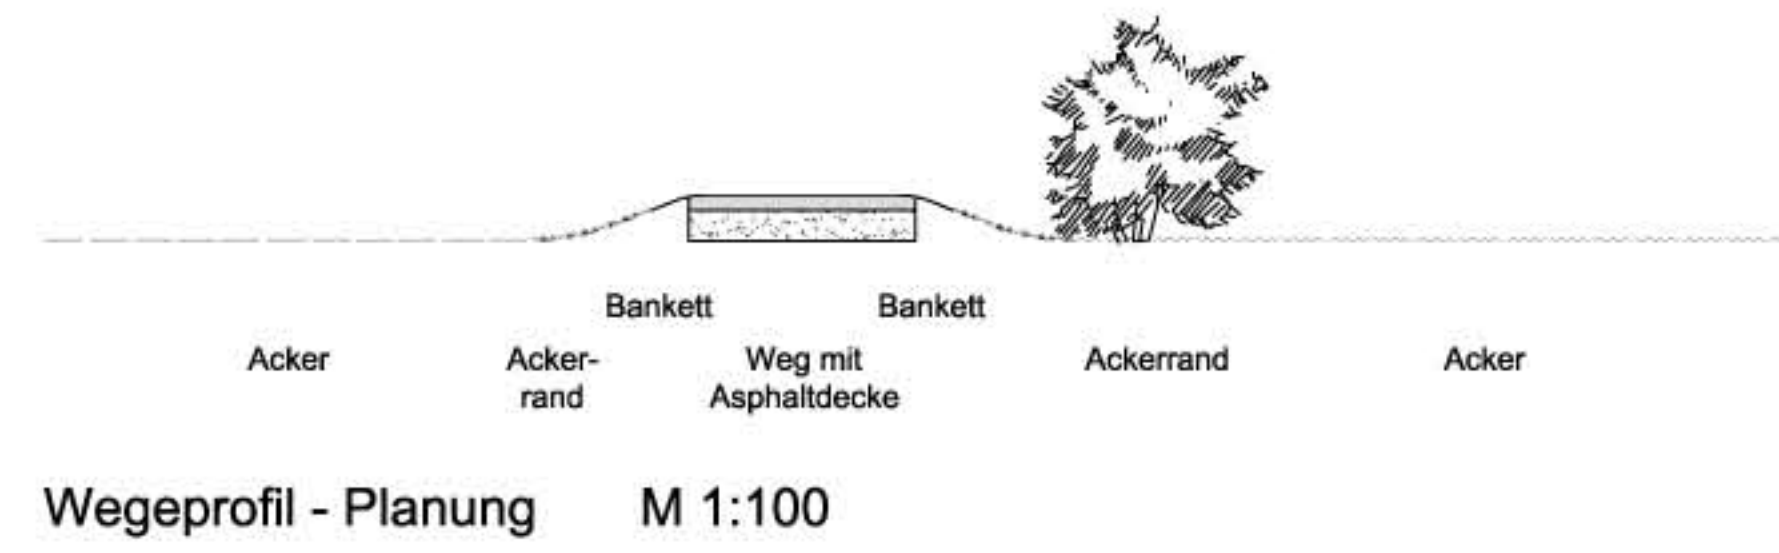 Bankett Bankett
Acker Acker- Weg mit Ackerrand Acker
rand Asphaltdecke
Wegeprofil - Planung M 1:100